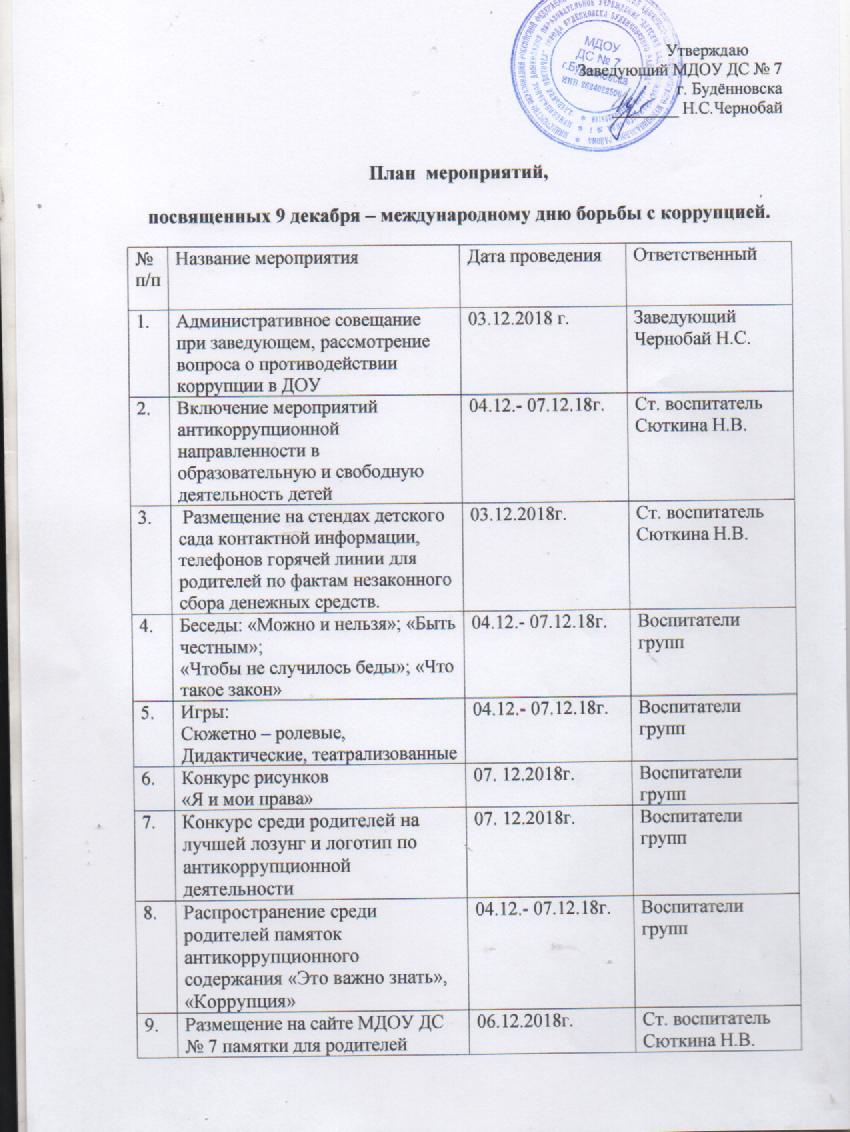 МДОУ
ДС № 7
Утверждаю
Заведующий МДОУ ДС № 7
г. Будённовска
________ Н.С.Чернобай
План мероприятий,
посвященных 9 декабря – международному дню борьбы с коррупцией.
№ п/п Название мероприятия Дата проведения Ответственный
1. Административное совещание 03.12.2018 г. Заведующий
при заведующем, рассмотрение Чернобай Н.С.
вопроса о противодействии
коррупции в ДОУ
2. Включение мероприятий 04.12.- 07.12.18г. Ст. воспитатель
антикоррупционной Сюткина Н.В.
направленности в
образовательную и свободную
деятельность детей
3. Размещение на стендах детского 03.12.2018г. Ст. воспитатель
сада контактной информации, Сюткина Н.В.
телефонов горячей линии для
родителей по фактам незаконного
сбора денежных средств.
4. Беседы: «Можно и нельзя»; «Быть 04.12.- 07.12.18г. Воспитатели
честным»; групп
«Чтобы не случилось беды»; «Что
такое закон»
5. Игры: 04.12.- 07.12.18г. Воспитатели
Сюжетно – ролевые, групп
Дидактические, театрализованные
6. Конкурс рисунков 07. 12.2018г. Воспитатели
«Я и мои права» групп
7. Конкурс среди родителей на 07. 12.2018г. Воспитатели
лучшей лозунг и логотип по групп
антикоррупционной
деятельности
8. Распространение среди 04.12.- 07.12.18г. Воспитатели
родителей памяток групп
антикоррупционного
содержания «Это важно знать»,
«Коррупция»
9. Размещение на сайте МДОУ ДС 06.12.2018г. Ст. воспитатель
№ 7 памятки для родителей Сюткина Н.В.